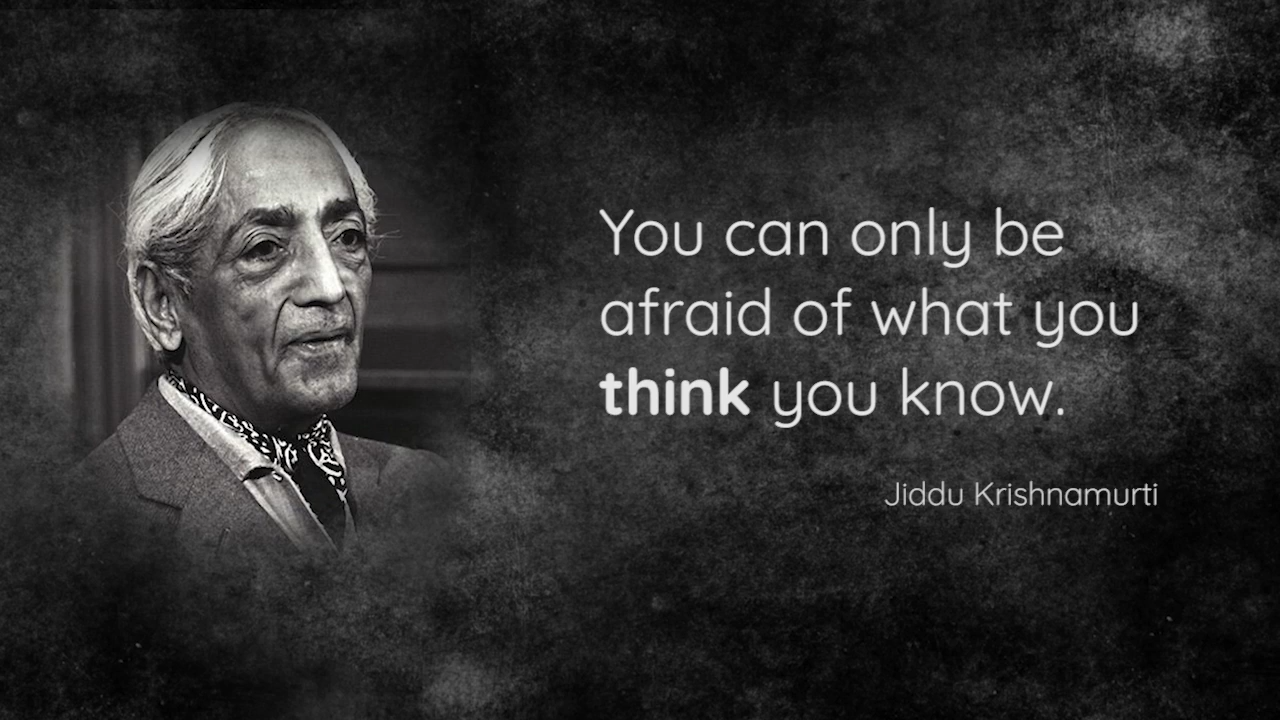 You can only be
afraid of what you
think you know.
Jiddu Krishnamurti